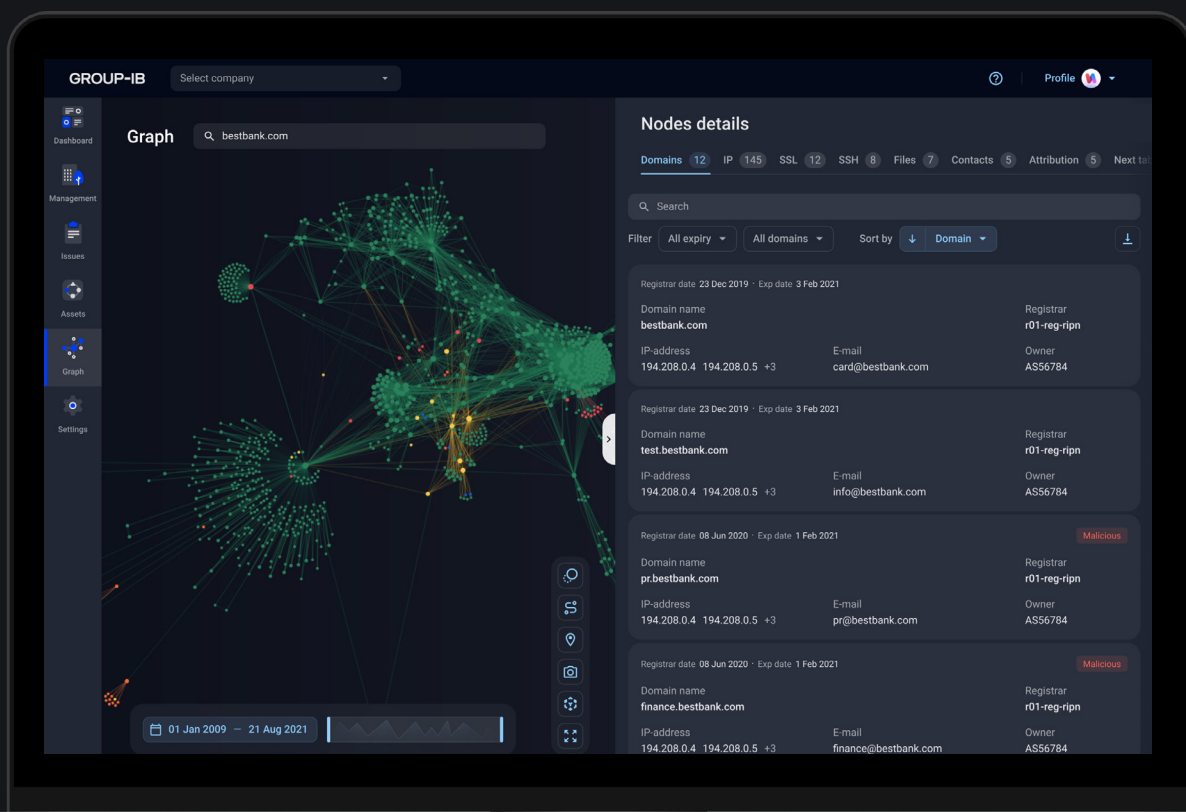 GROUP-IB
Select company
Profile
Dashboard
Management
Issues
Assets
Graph
Settings
Graph
bestbank.com
01 Jan 2009 — 21 Aug 2021
Nodes details
Domains 12 IP 145 SSL 12 SSH 8 Files 7 Contacts 5 Attribution 5 Next
Search
Filter All expiry All domains Sort by Domain
Registrar date 23 Dec 2019 · Exp date 3 Feb 2021
Domain name Registrar
bestbank.com r01-reg-ripn
IP-address E-mail Owner
194.208.0.4 194.208.0.5 +3 card@bestbank.com AS56784
Registrar date 23 Dec 2019 · Exp date 3 Feb 2021
Domain name Registrar
test.bestbank.com r01-reg-ripn
IP-address E-mail Owner
194.208.0.4 194.208.0.5 +3 info@bestbank.com AS56784
Registrar date 08 Jun 2020 · Exp date 1 Feb 2021 Malicious
Domain name Registrar
pr.bestbank.com r01-reg-ripn
IP-address E-mail Owner
194.208.0.4 194.208.0.5 +3 pr@bestbank.com AS56784
Registrar date 08 Jun 2020 · Exp date 1 Feb 2021 Malicious
Domain name Registrar
finance.bestbank.com r01-reg-ripn
IP-address E-mail Owner
194.208.0.4 194.208.0.5 +3 finance@bestbank.com AS56784